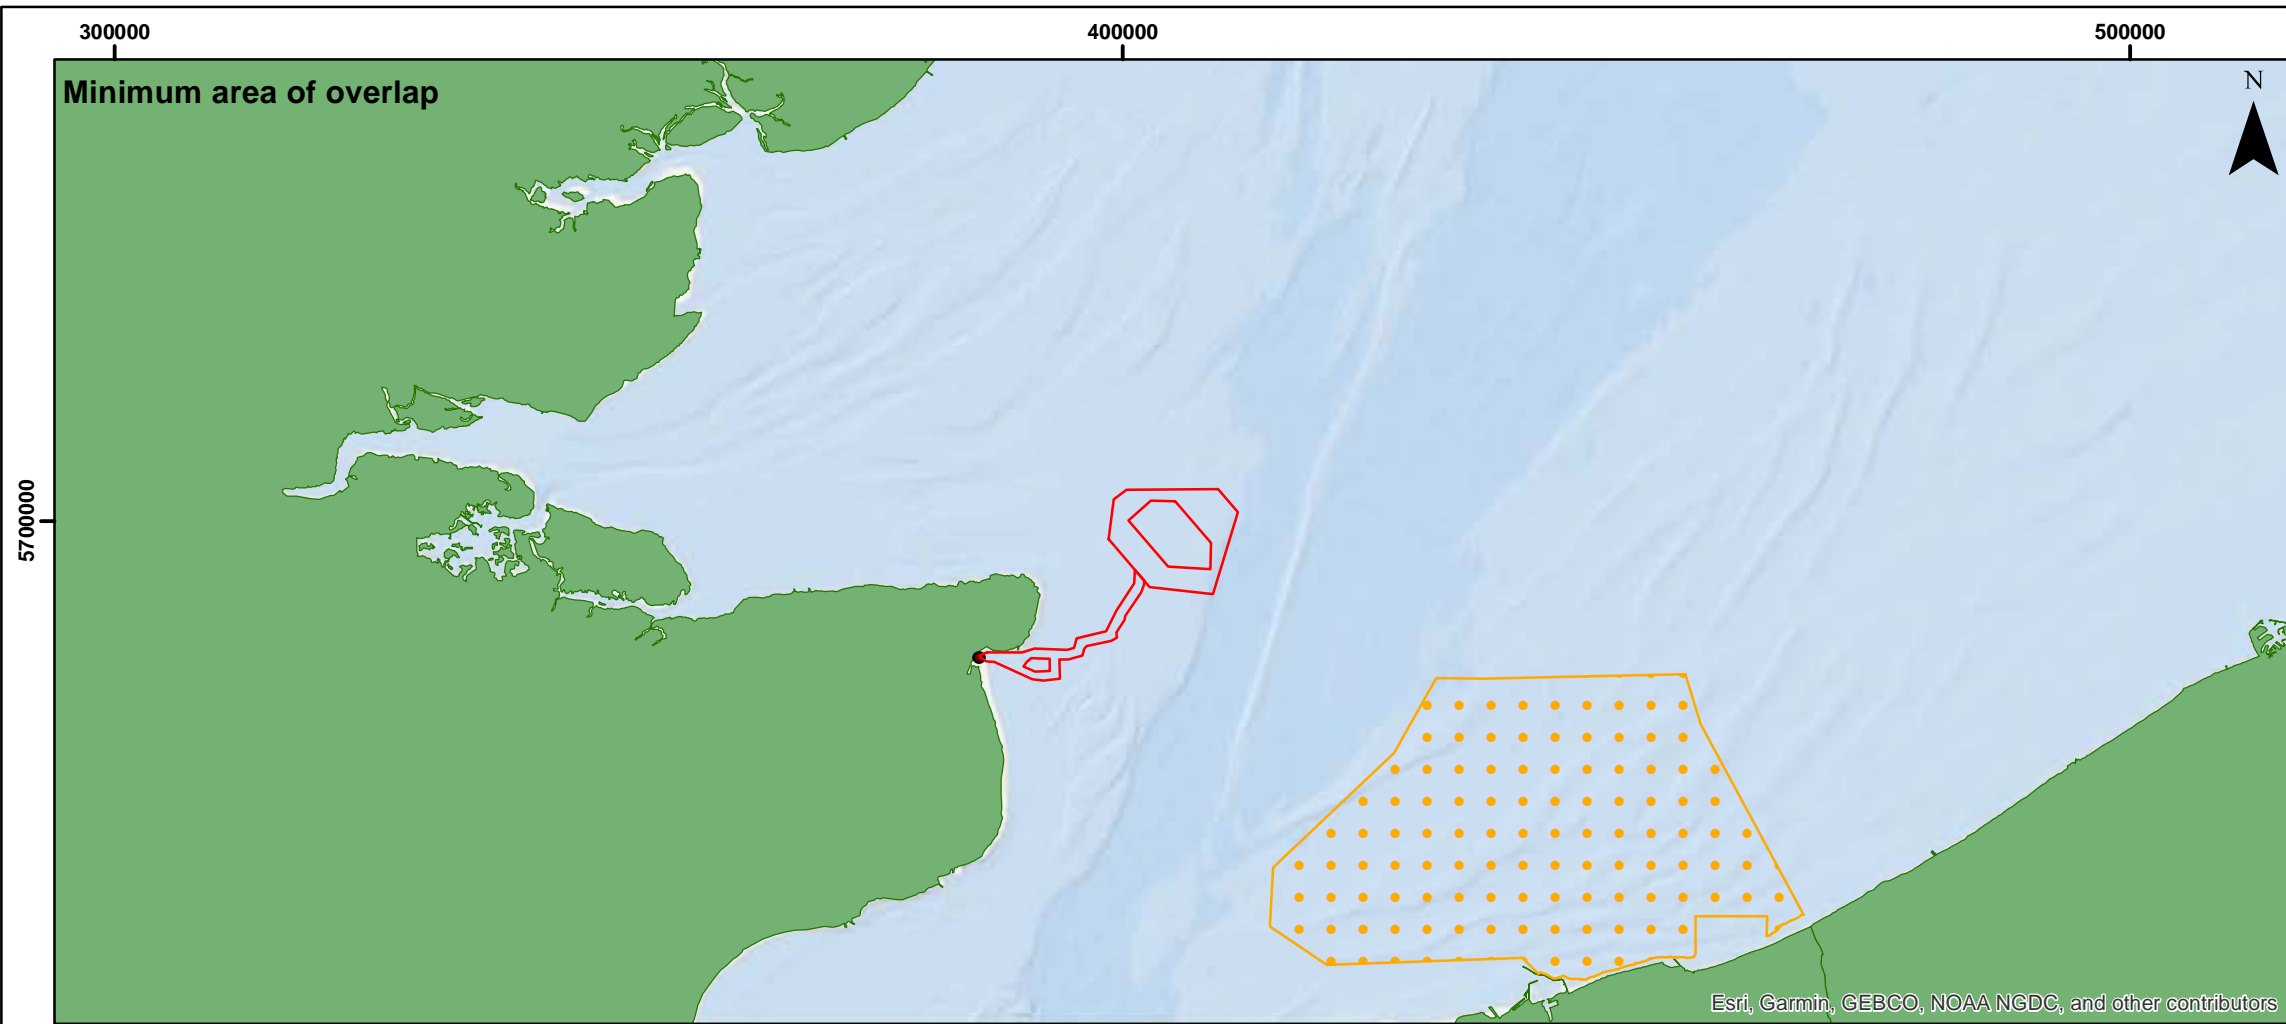 300000
400000
500000
Minimum area of overlap
N
5700000
Esri, Garmin, GEBCO, NOAA NGDC, and other contributors